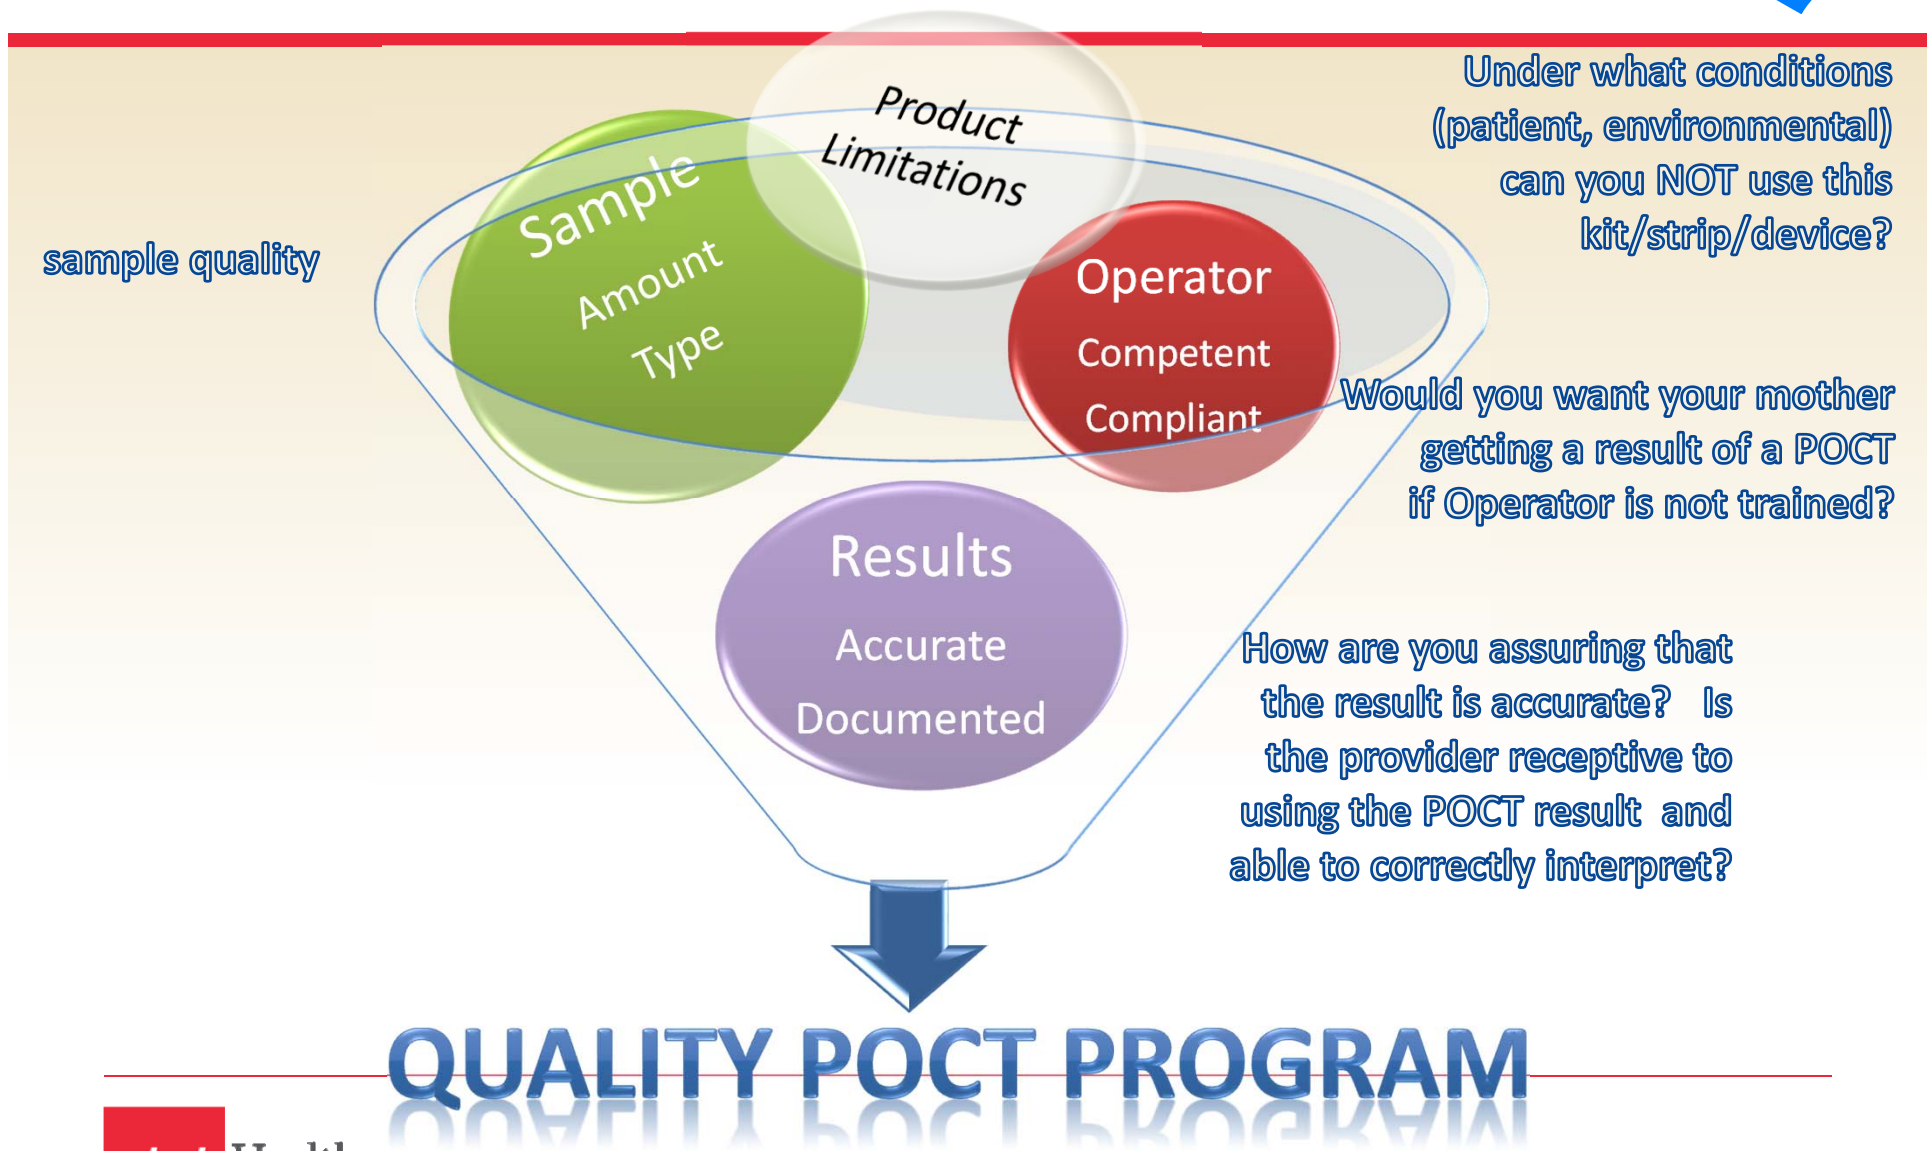 Product
Limitations
Sample
Amount
Type
Operator
Competent
Compliant
Results
Accurate
Documented
sample quality
Under what conditions
(patient, environmental)
can you NOT use this
kit/strip/device?
Would you want your mother
getting a result of a POCT
if Operator is not trained?
How are you assuring that
the result is accurate?   Is
the provider receptive to
using the POCT result  and
able to correctly interpret?
QUALITY POCT PROGRAM